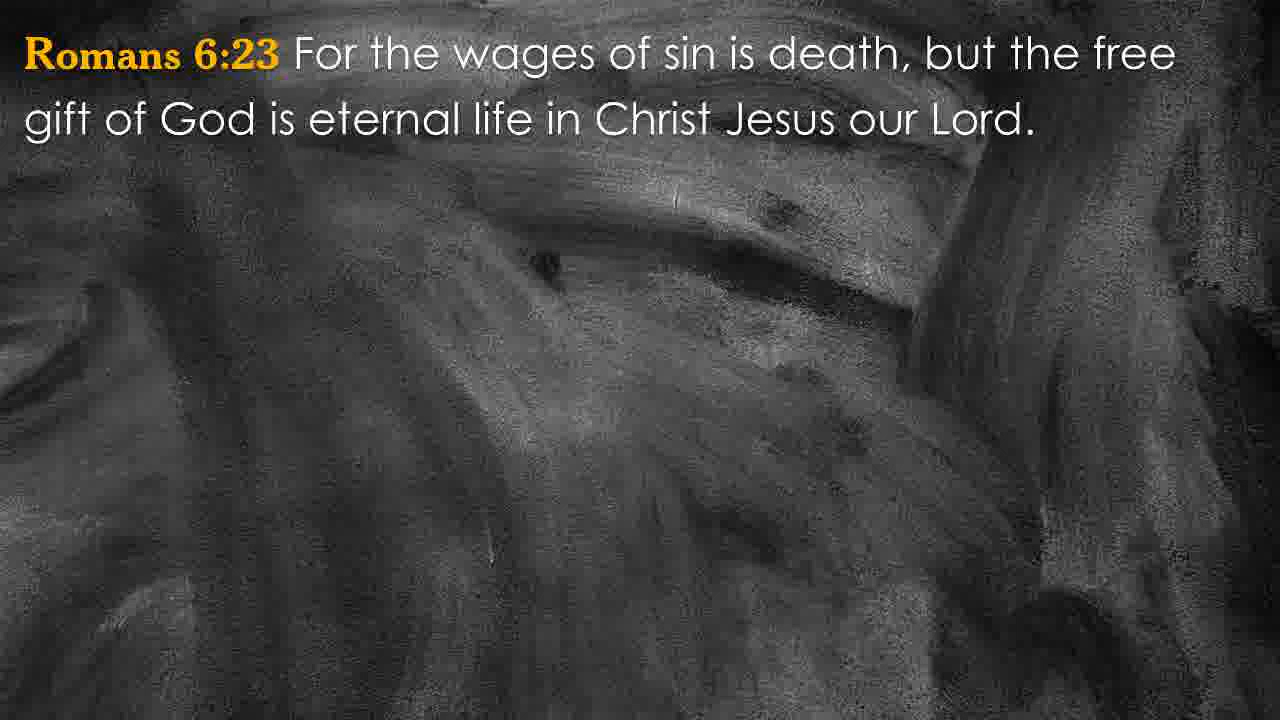 Romans 6:23 For the wages of sin is death, but the free
gift of God is eternal life in Christ Jesus our Lord.